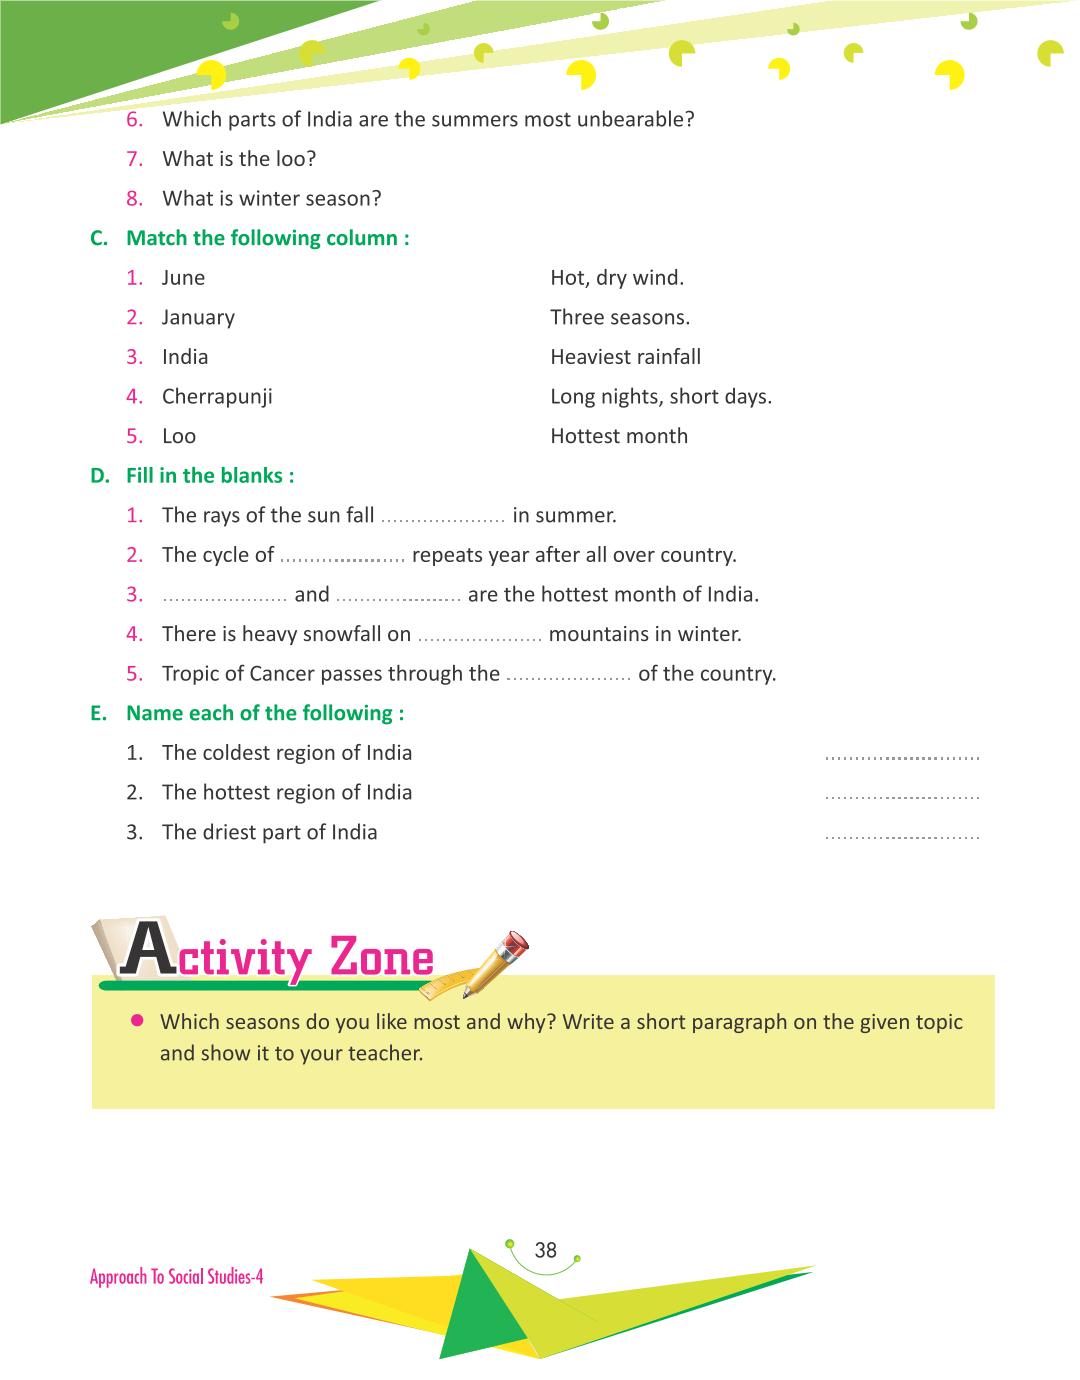 6. Which parts of India are the summers most unbearable?
7. What is the loo?
8. What is winter season?
C. Match the following column :
1. June Hot, dry wind.
2. January Three seasons.
3. India Heaviest rainfall
4. Cherrapunji Long nights, short days.
5. Loo Hottest month
D. Fill in the blanks :
1. The rays of the sun fall .................... in summer.
2. The cycle of .................... repeats year after all over country.
3. .................... and .................... are the hottest month of India.
4. There is heavy snowfall on .................... mountains in winter.
5. Tropic of Cancer passes through the .................... of the country.
E. Name each of the following :
1. The coldest region of India .........................
2. The hottest region of India .........................
3. The driest part of India .........................
Activity Zone
● Which seasons do you like most and why? Write a short paragraph on the given topic
and show it to your teacher.
38
Approach To Social Studies-4